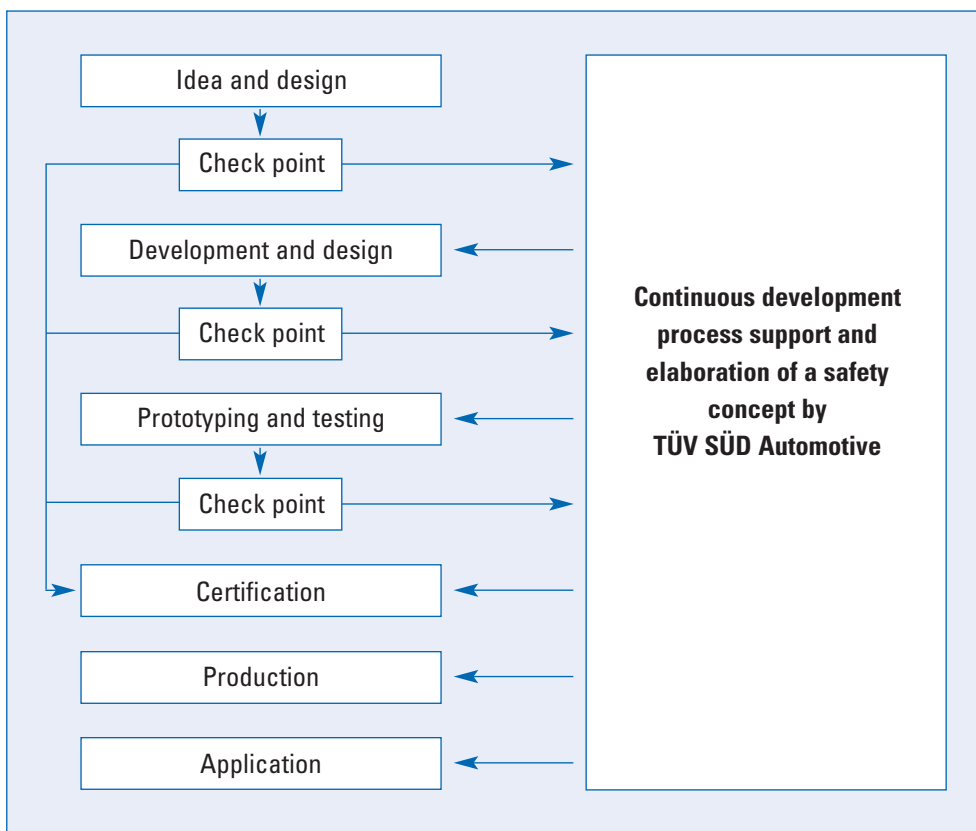 Idea and design
Check point
Development and design
Check point
Prototyping and testing
Check point
Certification
Production
Application
Continuous development
process support and
elaboration of a safety
concept by
TÜV SÜD Automotive